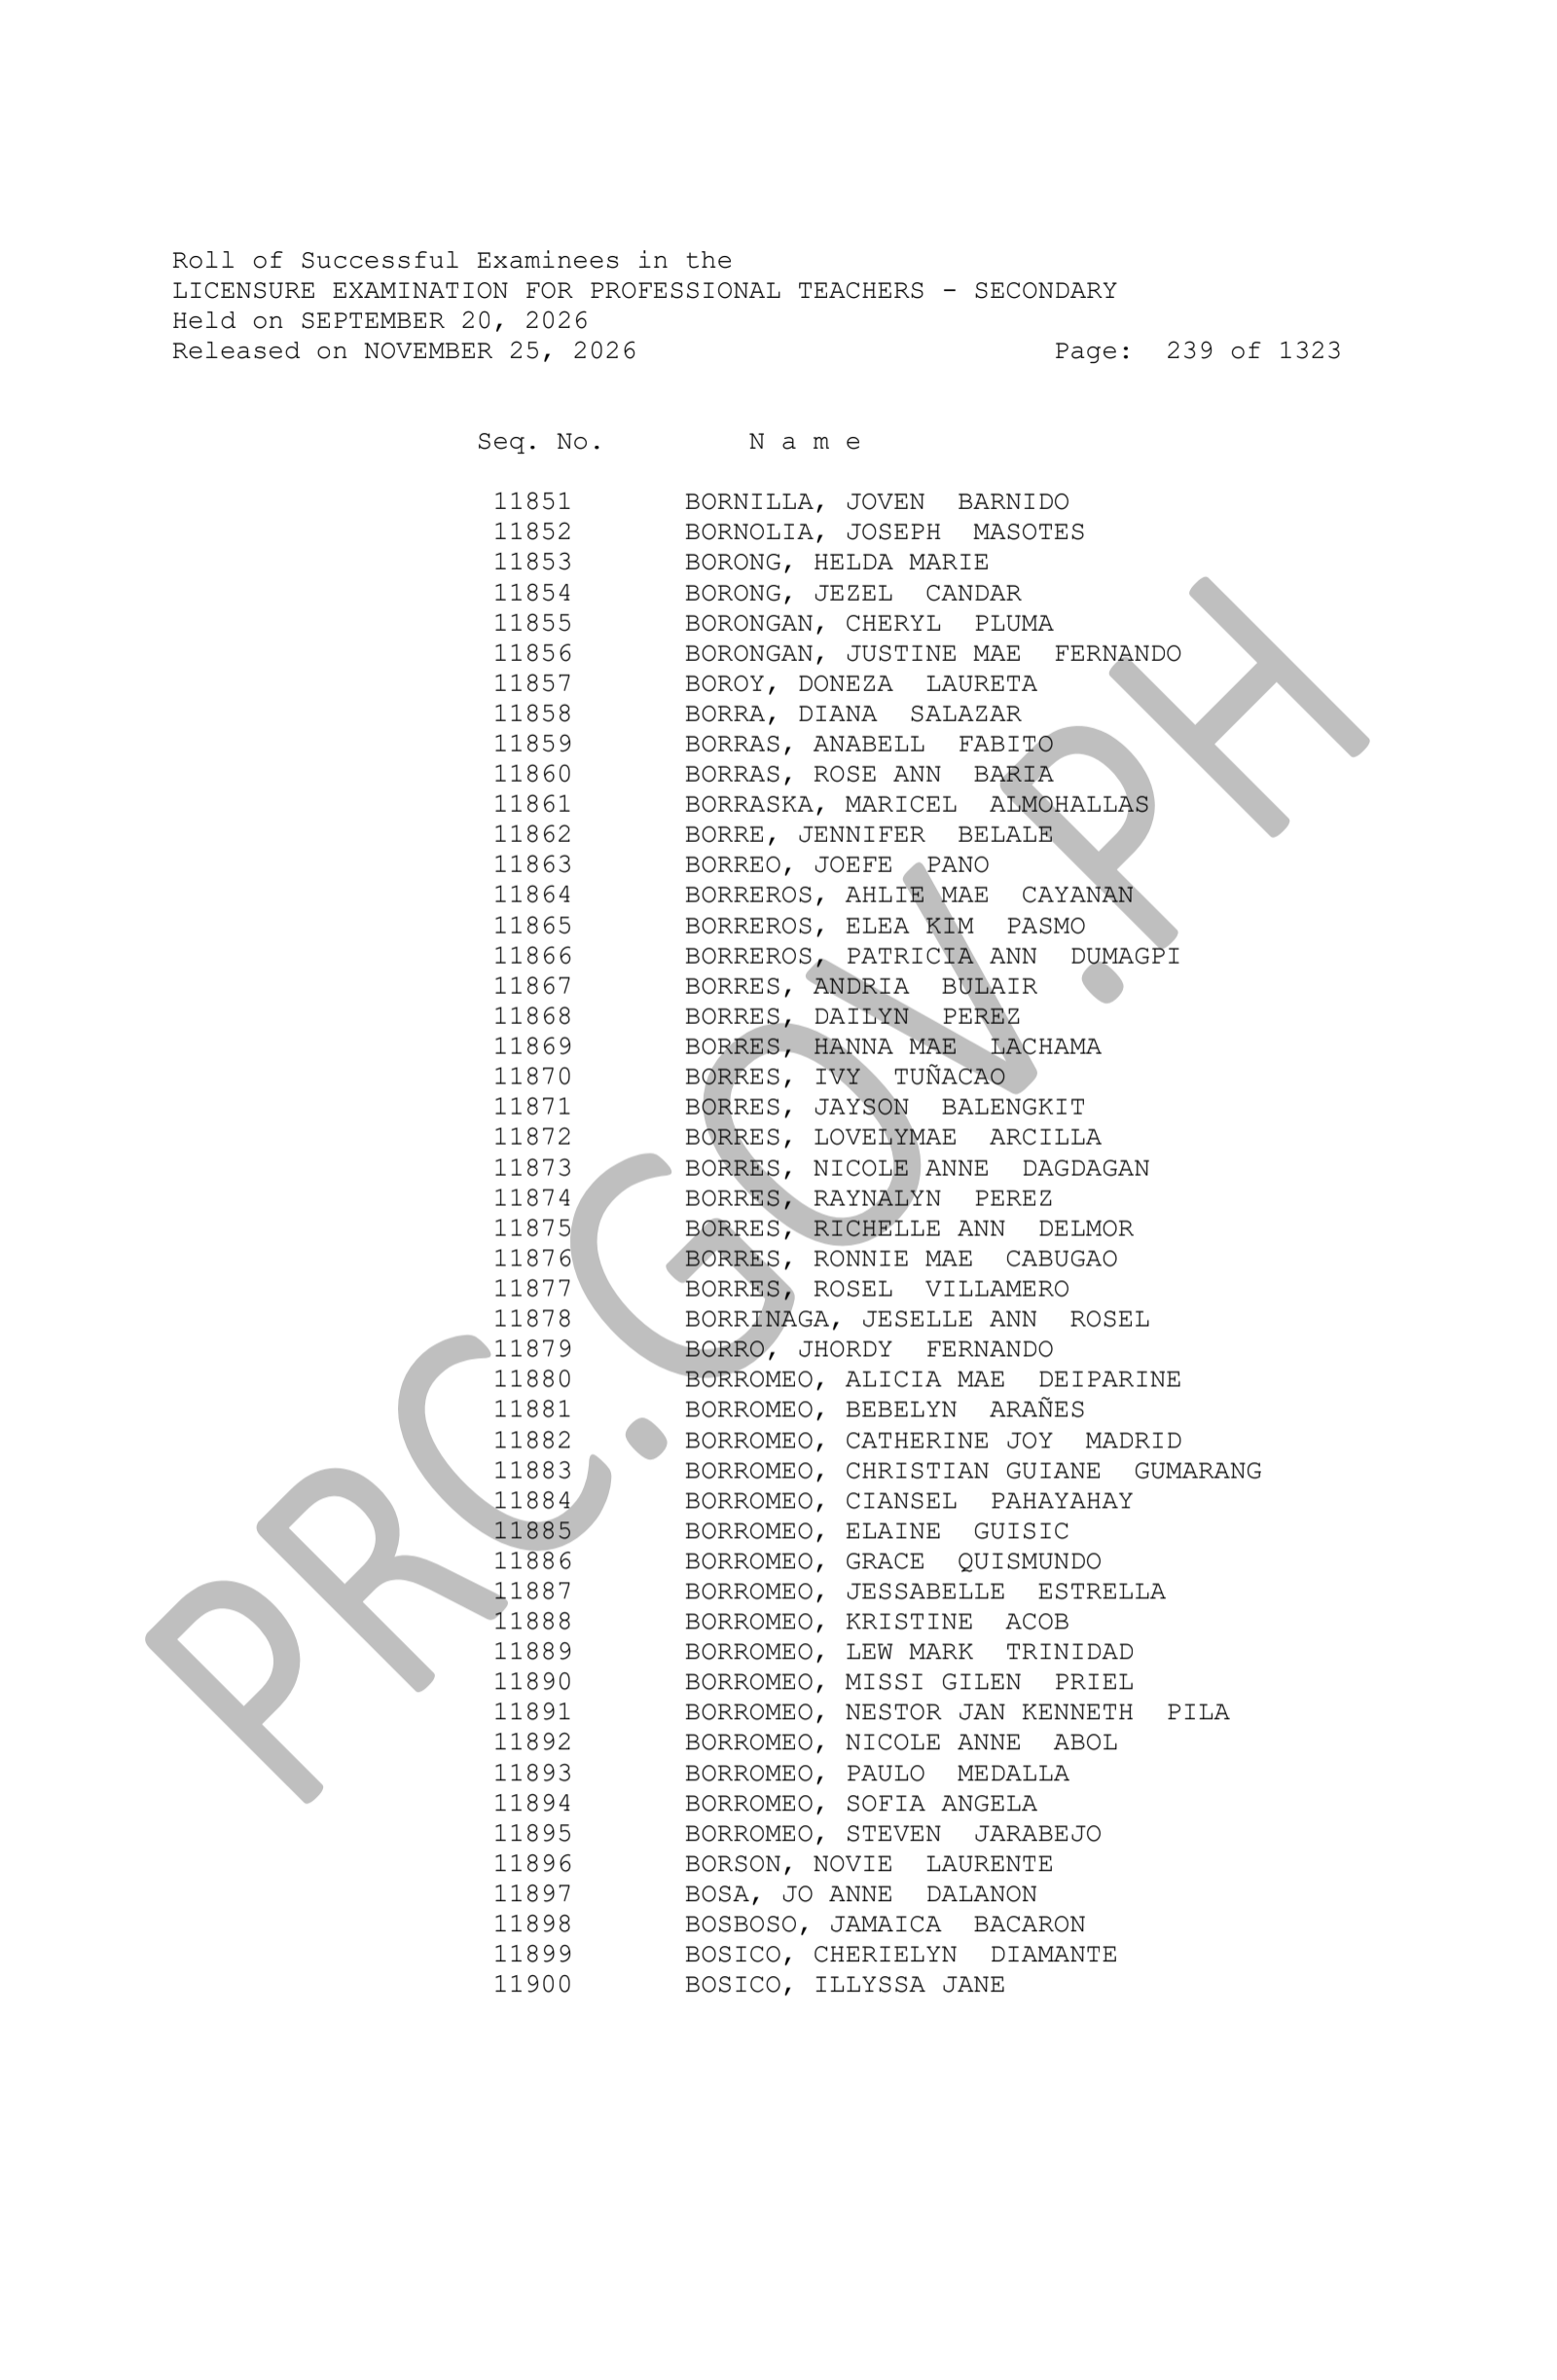 Roll of Successful Examinees in the
LICENSURE EXAMINATION FOR PROFESSIONAL TEACHERS - SECONDARY
Held on SEPTEMBER 20, 2026
Released on NOVEMBER 25, 2026 Page: 239 of 1323
Seq. No. N a m e
11851 BORNILLA, JOVEN BARNIDO
11852 BORNOLIA, JOSEPH MASOTES
11853 BORONG, HELDA MARIE
11854 BORONG, JEZEL CANDAR
11855 BORONGAN, CHERYL PLUMA
11856 BORONGAN, JUSTINE MAE FERNANDO
11857 BOROY, DONEZA LAURETA
11858 BORRA, DIANA SALAZAR
11859 BORRAS, ANABELL FABITO
11860 BORRAS, ROSE ANN BARIA
11861 BORRASKA, MARICEL ALMOHALLAS
11862 BORRE, JENNIFER BELALE
11863 BORREO, JOEFE PANO
11864 BORREROS, AHLIE MAE CAYANAN
11865 BORREROS, ELEA KIM PASMO
11866 BORREROS, PATRICIA ANN DUMAGPI
11867 BORRES, ANDRIA BULAIR
11868 BORRES, DAILYN PEREZ
11869 BORRES, HANNA MAE LACHAMA
11870 BORRES, IVY TUÑACAO
11871 BORRES, JAYSON BALENGKIT
11872 BORRES, LOVELYMAE ARCILLA
11873 BORRES, NICOLE ANNE DAGDAGAN
11874 BORRES, RAYNALYN PEREZ
11875 BORRES, RICHELLE ANN DELMOR
11876 BORRES, RONNIE MAE CABUGAO
11877 BORRES, ROSEL VILLAMERO
11878 BORRINAGA, JESELLE ANN ROSEL
11879 BORRO, JHORDY FERNANDO
11880 BORROMEO, ALICIA MAE DEIPARINE
11881 BORROMEO, BEBELYN ARAÑES
11882 BORROMEO, CATHERINE JOY MADRID
11883 BORROMEO, CHRISTIAN GUIANE GUMARANG
11884 BORROMEO, CIANSEL PAHAYAHAY
11885 BORROMEO, ELAINE GUISIC
11886 BORROMEO, GRACE QUISMUNDO
11887 BORROMEO, JESSABELLE ESTRELLA
11888 BORROMEO, KRISTINE ACOB
11889 BORROMEO, LEW MARK TRINIDAD
11890 BORROMEO, MISSI GILEN PRIEL
11891 BORROMEO, NESTOR JAN KENNETH PILA
11892 BORROMEO, NICOLE ANNE ABOL
11893 BORROMEO, PAULO MEDALLA
11894 BORROMEO, SOFIA ANGELA
11895 BORROMEO, STEVEN JARABEJO
11896 BORSON, NOVIE LAURENTE
11897 BOSA, JO ANNE DALANON
11898 BOSBOSO, JAMAICA BACARON
11899 BOSICO, CHERIELYN DIAMANTE
11900 BOSICO, ILLYSSA JANE
PRC.GOV.PH